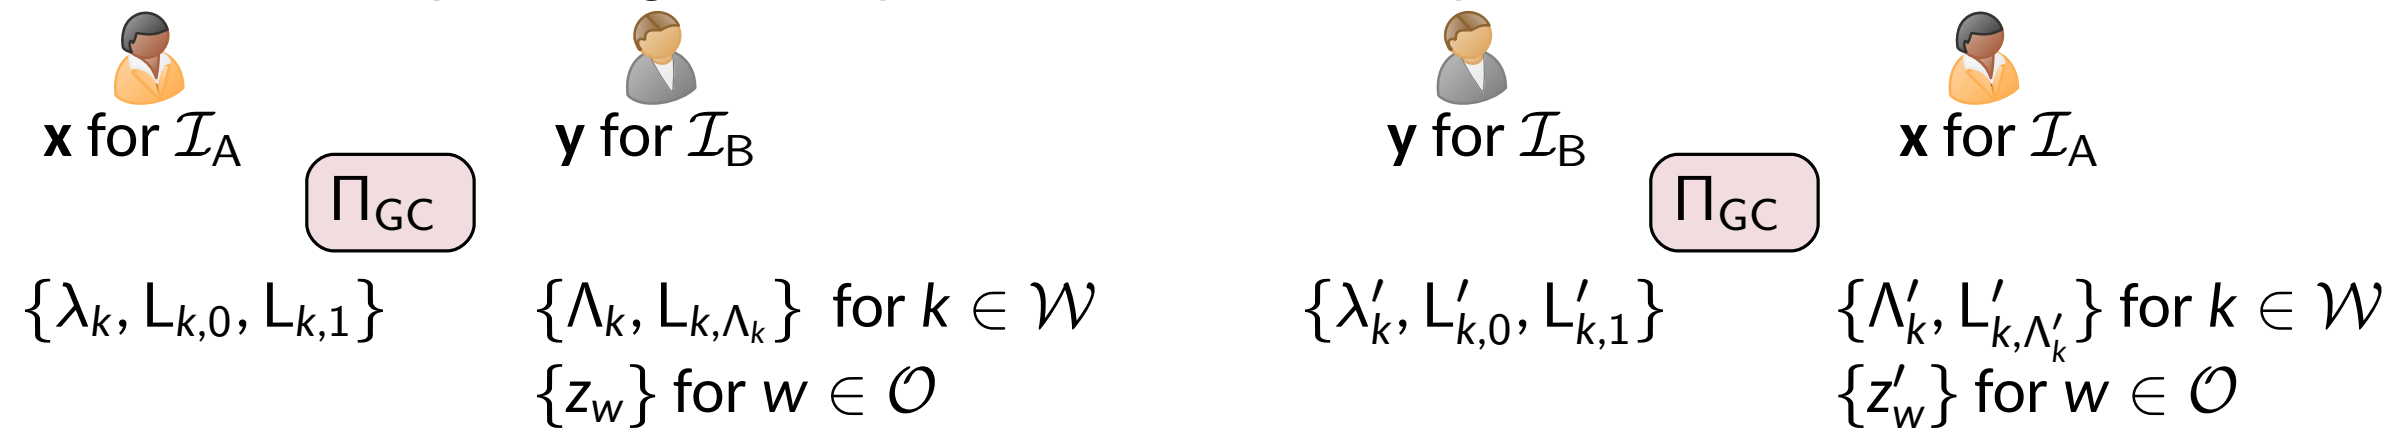 x for ℐ_A y for ℐ_B y for ℐ_B x for ℐ_A
Π_GC Π_GC
{λ_k, L_{k,0}, L_{k,1}} {Λ_k, L_{k,Λ_k}} for k ∈ 𝒲 {λ′_k, L′_{k,0}, L′_{k,1}} {Λ′_k, L′_{k,Λ′_k}} for k ∈ 𝒲
{z_w} for w ∈ 𝒪 {z′_w} for w ∈ 𝒪